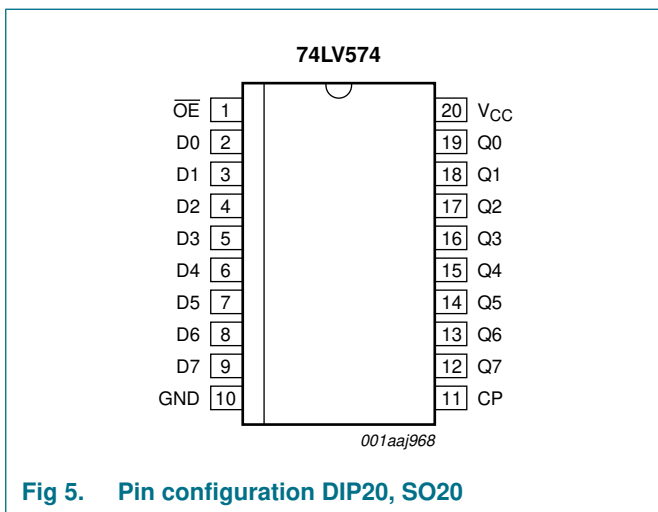 74LV574
O̅E̅ 1 20 VCC
D0 2 19 Q0
D1 3 18 Q1
D2 4 17 Q2
D3 5 16 Q3
D4 6 15 Q4
D5 7 14 Q5
D6 8 13 Q6
D7 9 12 Q7
GND 10 11 CP
001aaj968
Fig 5. Pin configuration DIP20, SO20